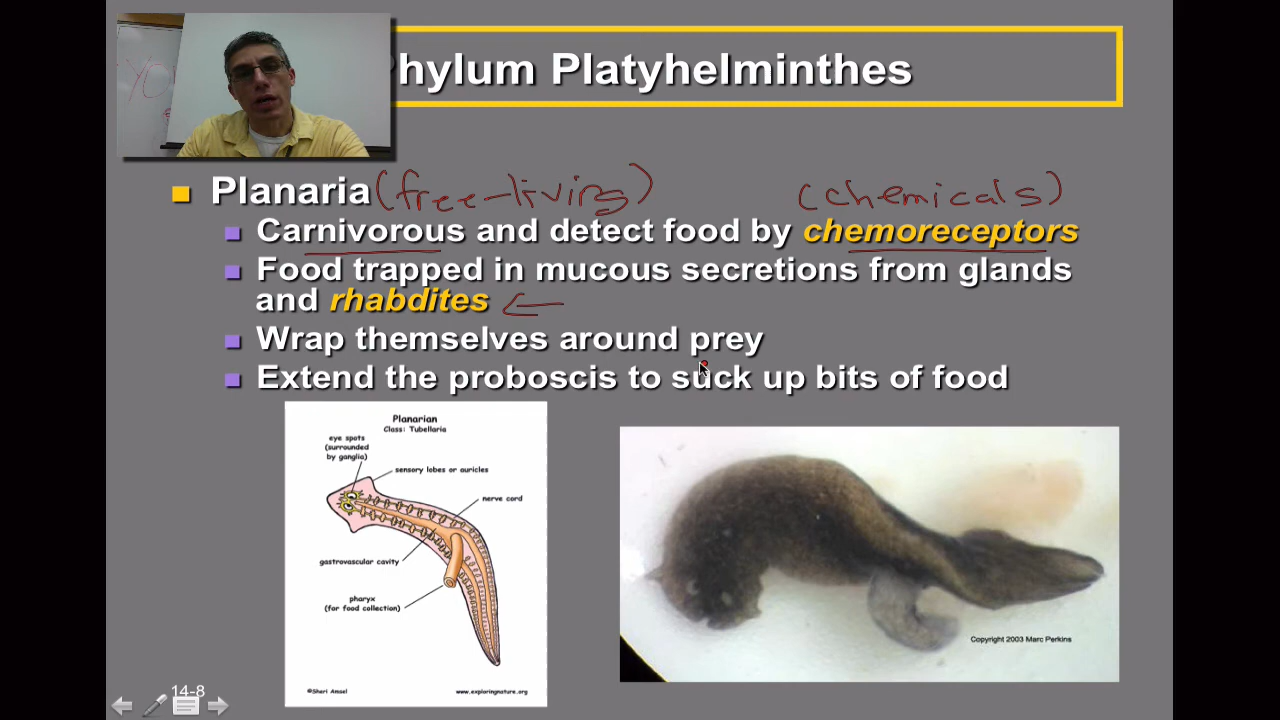 hylum Platyhelminthes
Planaria (free-living)
(chemicals)
Carnivorous and detect food by chemoreceptors
Food trapped in mucous secretions from glands
and rhabdites
Wrap themselves around prey
Extend the proboscis to suck up bits of food
Planarian
Class: Tubellaria
eye spots
(surrounded
by ganglia)
sensory lobes or auricles
nerve cord
gastrovascular cavity
pharyx
(for food collection)
©Sheri Amsel
www.exploringnature.org
Copyright 2003 Marc Perkins
14-8